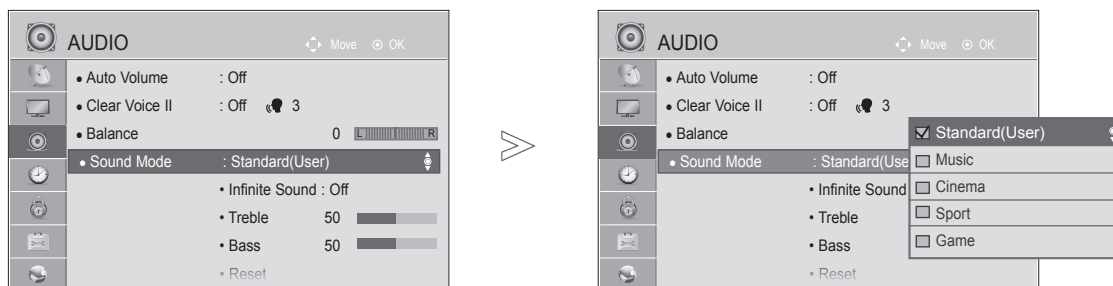 AUDIO
Move OK
• Auto Volume : Off
• Clear Voice II : Off 3
• Balance 0 L R
• Sound Mode : Standard(User)
• Infinite Sound : Off
• Treble 50
• Bass 50
• Reset
AUDIO
Move OK
• Auto Volume : Off
• Clear Voice II : Off 3
• Balance
• Sound Mode : Standard(Use
• Infinite Sound
• Treble
• Bass
• Reset
Standard(User)
Music
Cinema
Sport
Game